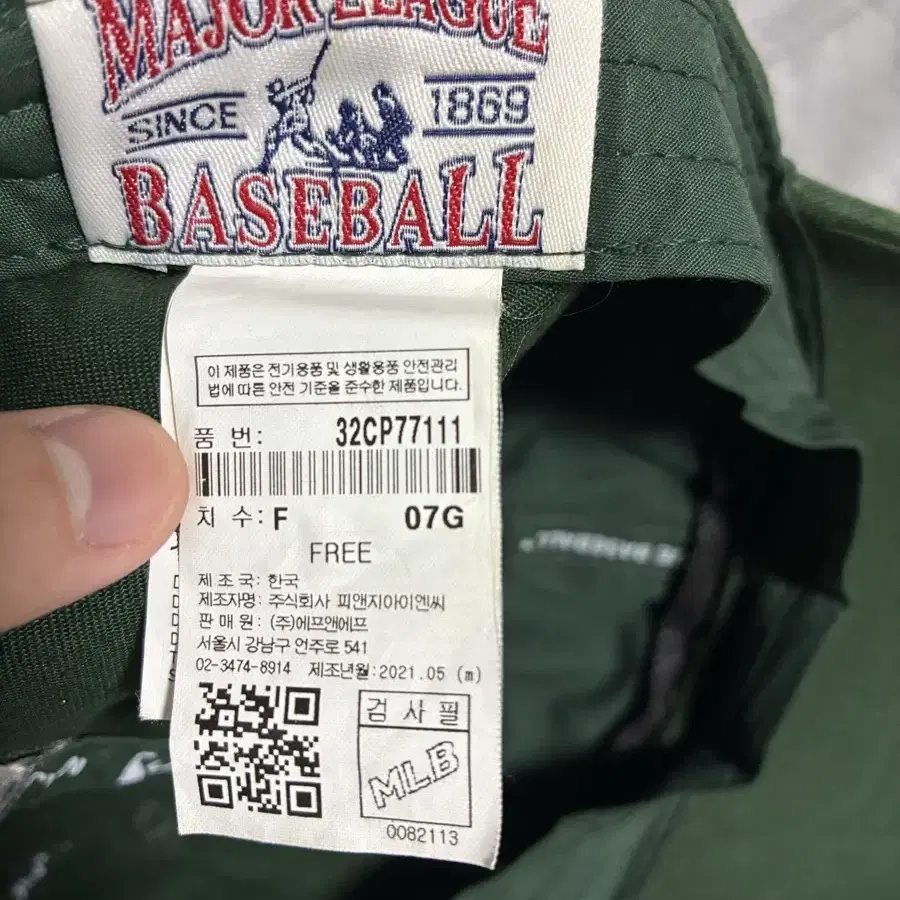 MAJOR LEAGUE
SINCE 1869
BASEBALL
이 제품은 전기용품 및 생활용품 안전관리
법에 따른 안전 기준을 준수한 제품입니다.
품 번: 32CP77111
치 수: F 07G
FREE
제 조 국: 한국
제조자명: 주식회사 피앤지아이엔씨
판 매 원: (주)에프앤에프
서울시 강남구 언주로 541
02-3474-8914 제조년월:2021.05 (m)
검 사 필
MLB
0082113